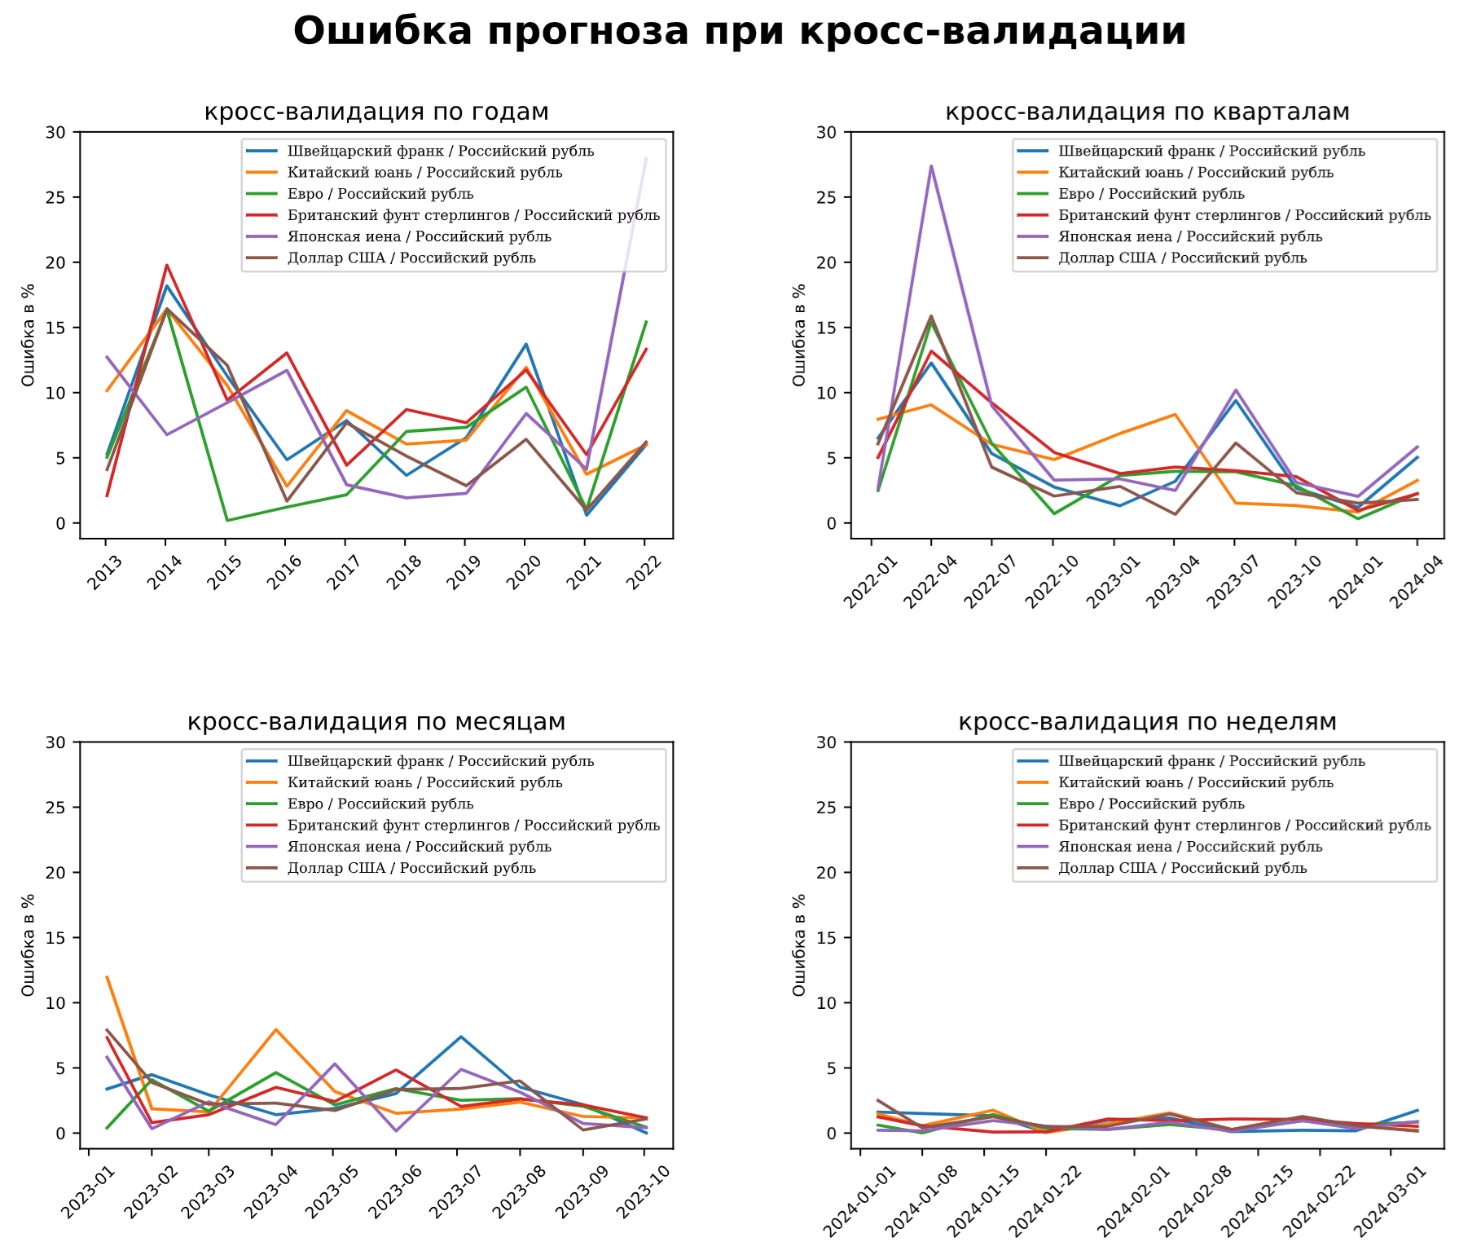 Ошибка прогноза при кросс-валидации
кросс-валидация по годам
Ошибка в %
30
25
20
15
10
5
0
Швейцарский франк / Российский рубль
Китайский юань / Российский рубль
Евро / Российский рубль
Британский фунт стерлингов / Российский рубль
Японская иена / Российский рубль
Доллар США / Российский рубль
2013
2014
2015
2016
2017
2018
2019
2020
2021
2022
кросс-валидация по кварталам
Ошибка в %
30
25
20
15
10
5
0
Швейцарский франк / Российский рубль
Китайский юань / Российский рубль
Евро / Российский рубль
Британский фунт стерлингов / Российский рубль
Японская иена / Российский рубль
Доллар США / Российский рубль
2022-01
2022-04
2022-07
2022-10
2023-01
2023-04
2023-07
2023-10
2024-01
2024-04
кросс-валидация по месяцам
Ошибка в %
30
25
20
15
10
5
0
Швейцарский франк / Российский рубль
Китайский юань / Российский рубль
Евро / Российский рубль
Британский фунт стерлингов / Российский рубль
Японская иена / Российский рубль
Доллар США / Российский рубль
2023-01
2023-02
2023-03
2023-04
2023-05
2023-06
2023-07
2023-08
2023-09
2023-10
кросс-валидация по неделям
Ошибка в %
30
25
20
15
10
5
0
Швейцарский франк / Российский рубль
Китайский юань / Российский рубль
Евро / Российский рубль
Британский фунт стерлингов / Российский рубль
Японская иена / Российский рубль
Доллар США / Российский рубль
2024-01-01
2024-01-08
2024-01-15
2024-01-22
2024-02-01
2024-02-08
2024-02-15
2024-02-22
2024-03-01